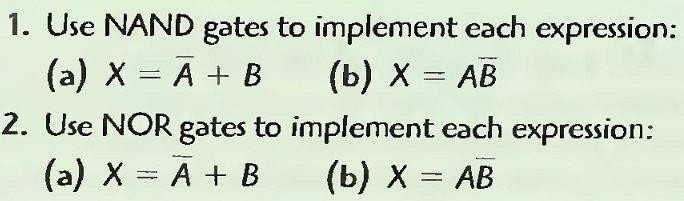 1. Use NAND gates to implement each expression:
(a) X = A̅ + B (b) X = AB̅
2. Use NOR gates to implement each expression:
(a) X = A̅ + B (b) X = AB̅